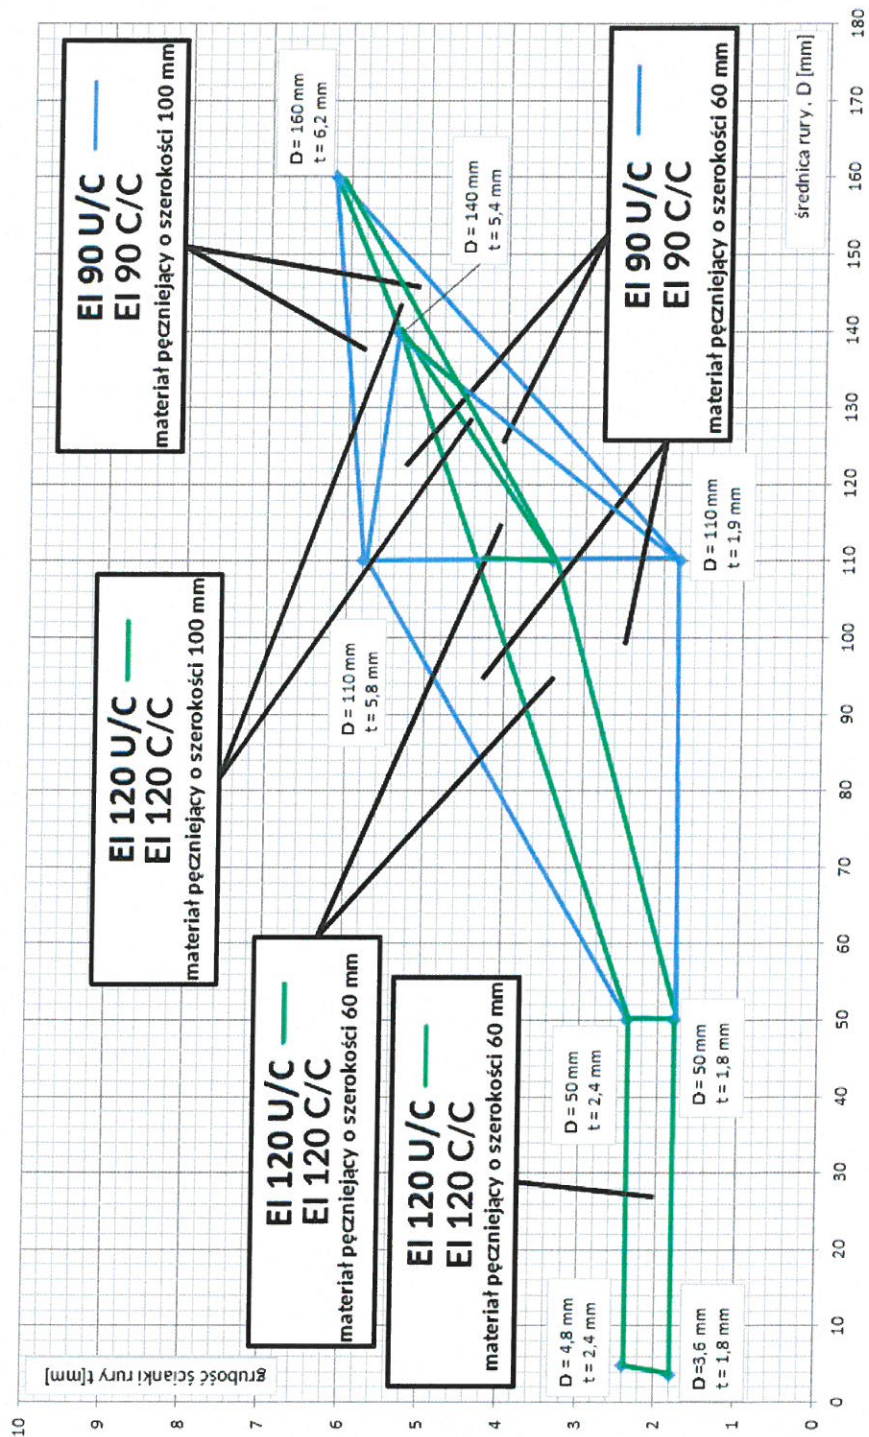 grubość ścianki rury t[mm]
10
9
8
7
6
5
4
3
2
1
0
EI 90 U/C
EI 90 C/C
materiał pęczniejący o szerokości 100 mm
EI 120 U/C
EI 120 C/C
materiał pęczniejący o szerokości 100 mm
EI 120 U/C
EI 120 C/C
materiał pęczniejący o szerokości 60 mm
EI 120 U/C
EI 120 C/C
materiał pęczniejący o szerokości 60 mm
EI 90 U/C
EI 90 C/C
materiał pęczniejący o szerokości 60 mm
D = 4,8 mm
t = 2,4 mm
D =3,6 mm
t = 1,8 mm
D = 50 mm
t = 2,4 mm
D = 50 mm
t = 1,8 mm
D = 110 mm
t = 5,8 mm
D = 110 mm
t = 1,9 mm
D = 140 mm
t = 5,4 mm
D = 160 mm
t = 6,2 mm
średnica rury , D [mm]
0
10
20
30
40
50
60
70
80
90
100
110
120
130
140
150
160
170
180